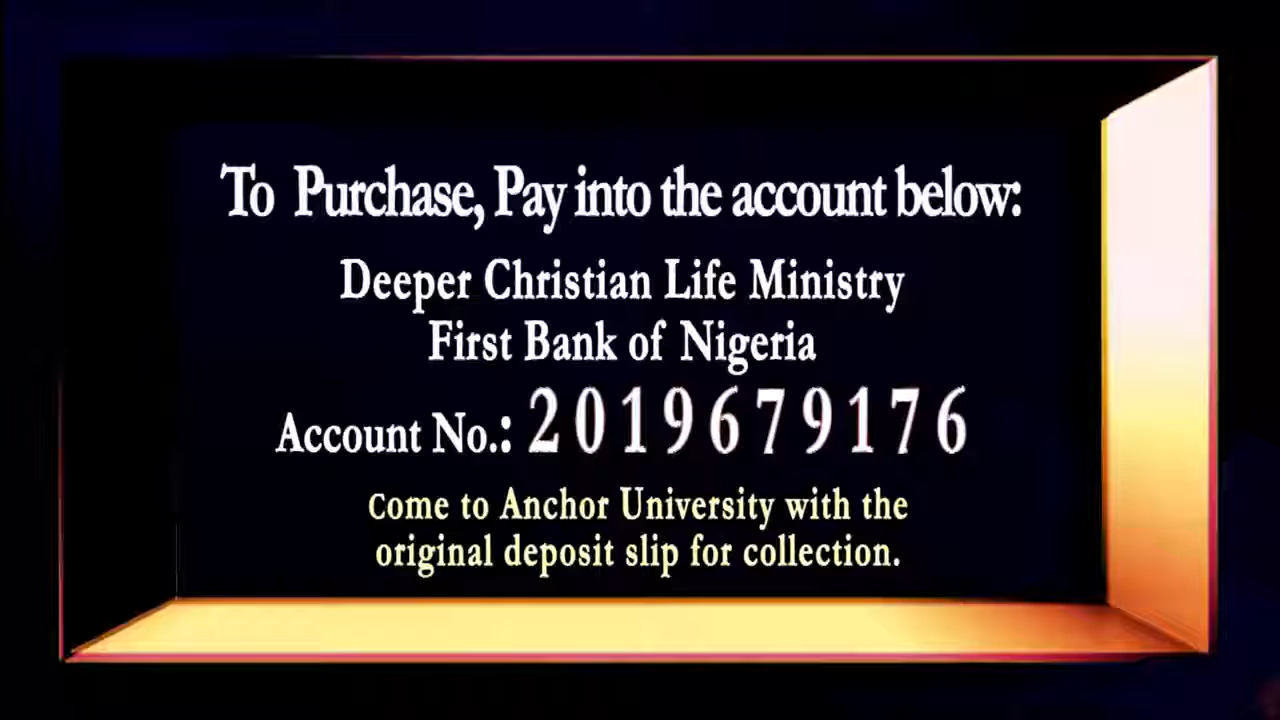 To Purchase, Pay into the account below:
Deeper Christian Life Ministry
First Bank of Nigeria
Account No.: 2019679176
Come to Anchor University with the
original deposit slip for collection.